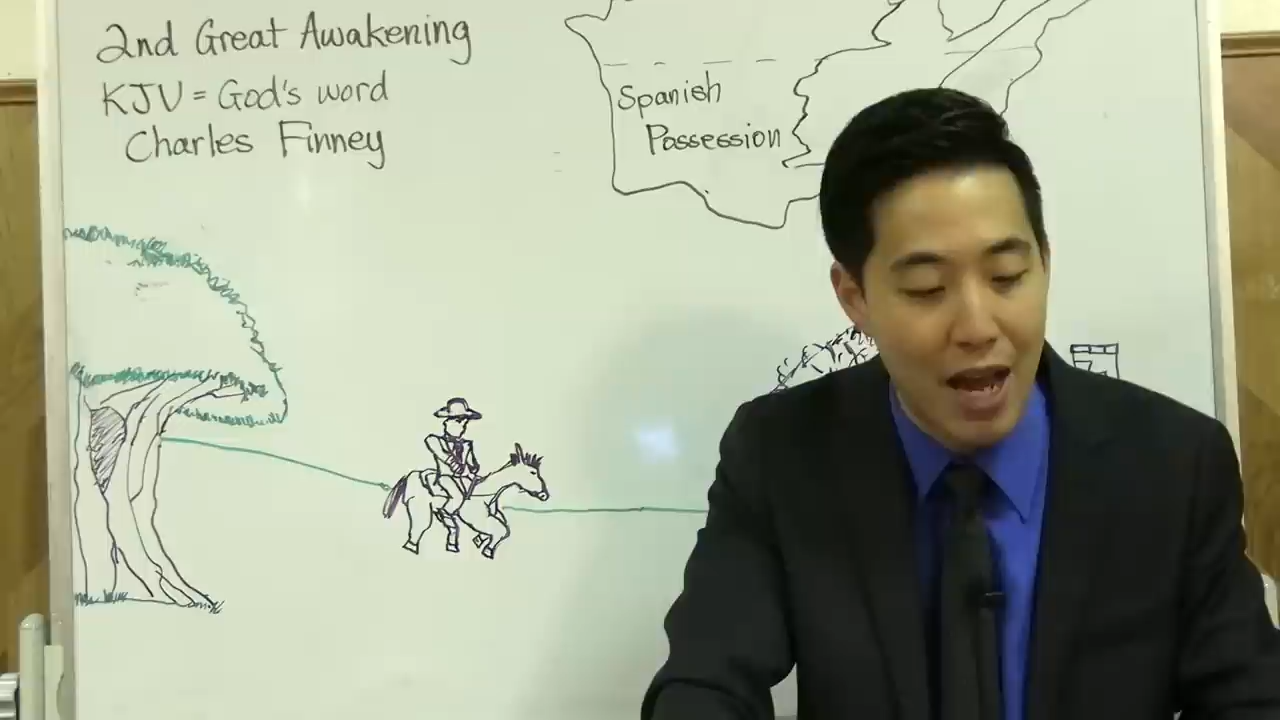 2nd Great Awakening
KJV = God's word
Charles Finney
Spanish
Possession